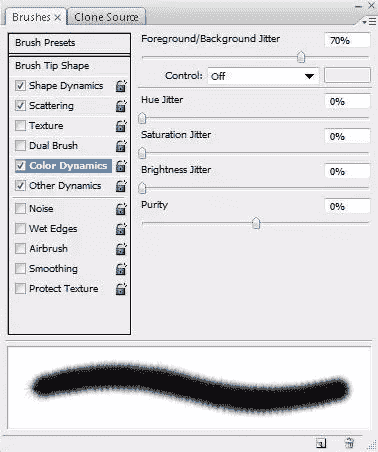 Brushes × Clone Source
Brush Presets
Brush Tip Shape
Shape Dynamics
Scattering
Texture
Dual Brush
Color Dynamics
Other Dynamics
Noise
Wet Edges
Airbrush
Smoothing
Protect Texture
Foreground/Background Jitter 70%
Control: Off
Hue Jitter 0%
Saturation Jitter 0%
Brightness Jitter 0%
Purity 0%